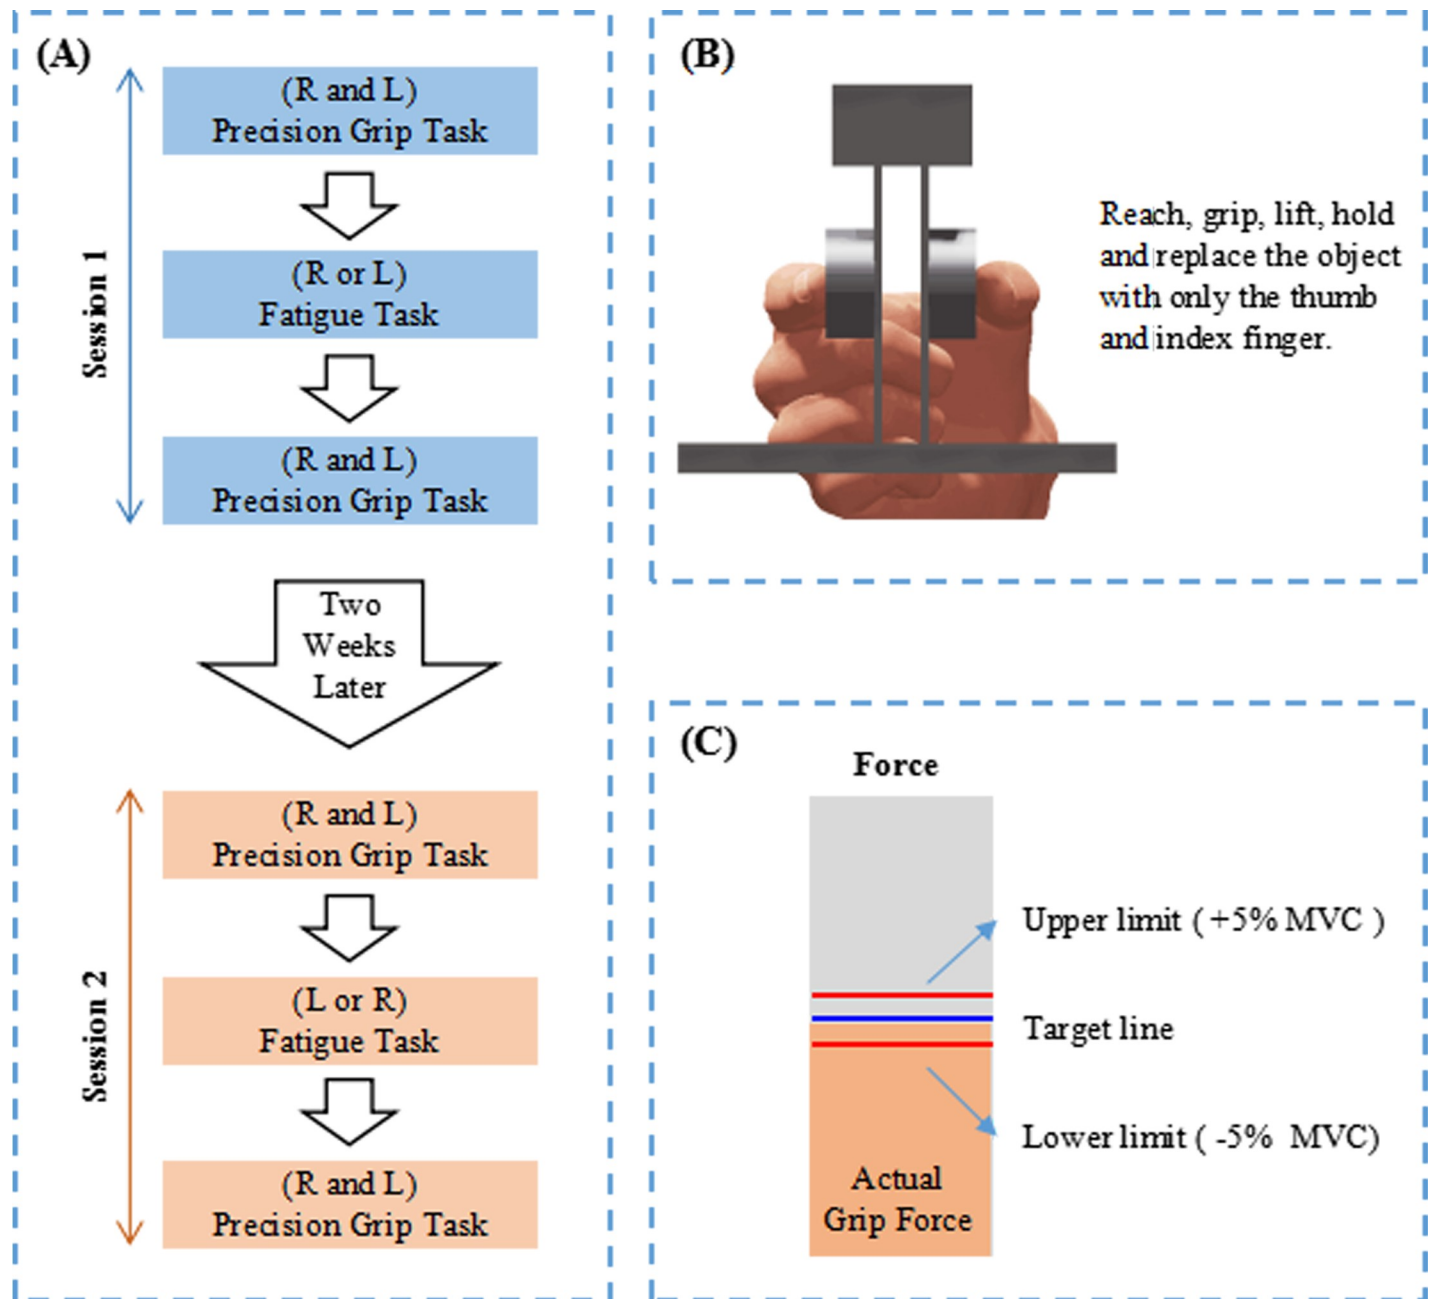 (A)
Session 1
(R and L)
Precision Grip Task
(R or L)
Fatigue Task
(R and L)
Precision Grip Task
Two
Weeks
Later
Session 2
(R and L)
Precision Grip Task
(L or R)
Fatigue Task
(R and L)
Precision Grip Task
(B)
Reach, grip, lift, hold
and replace the object
with only the thumb
and index finger.
(C)
Force
Upper limit ( +5% MVC )
Target line
Lower limit ( -5% MVC)
Actual
Grip Force